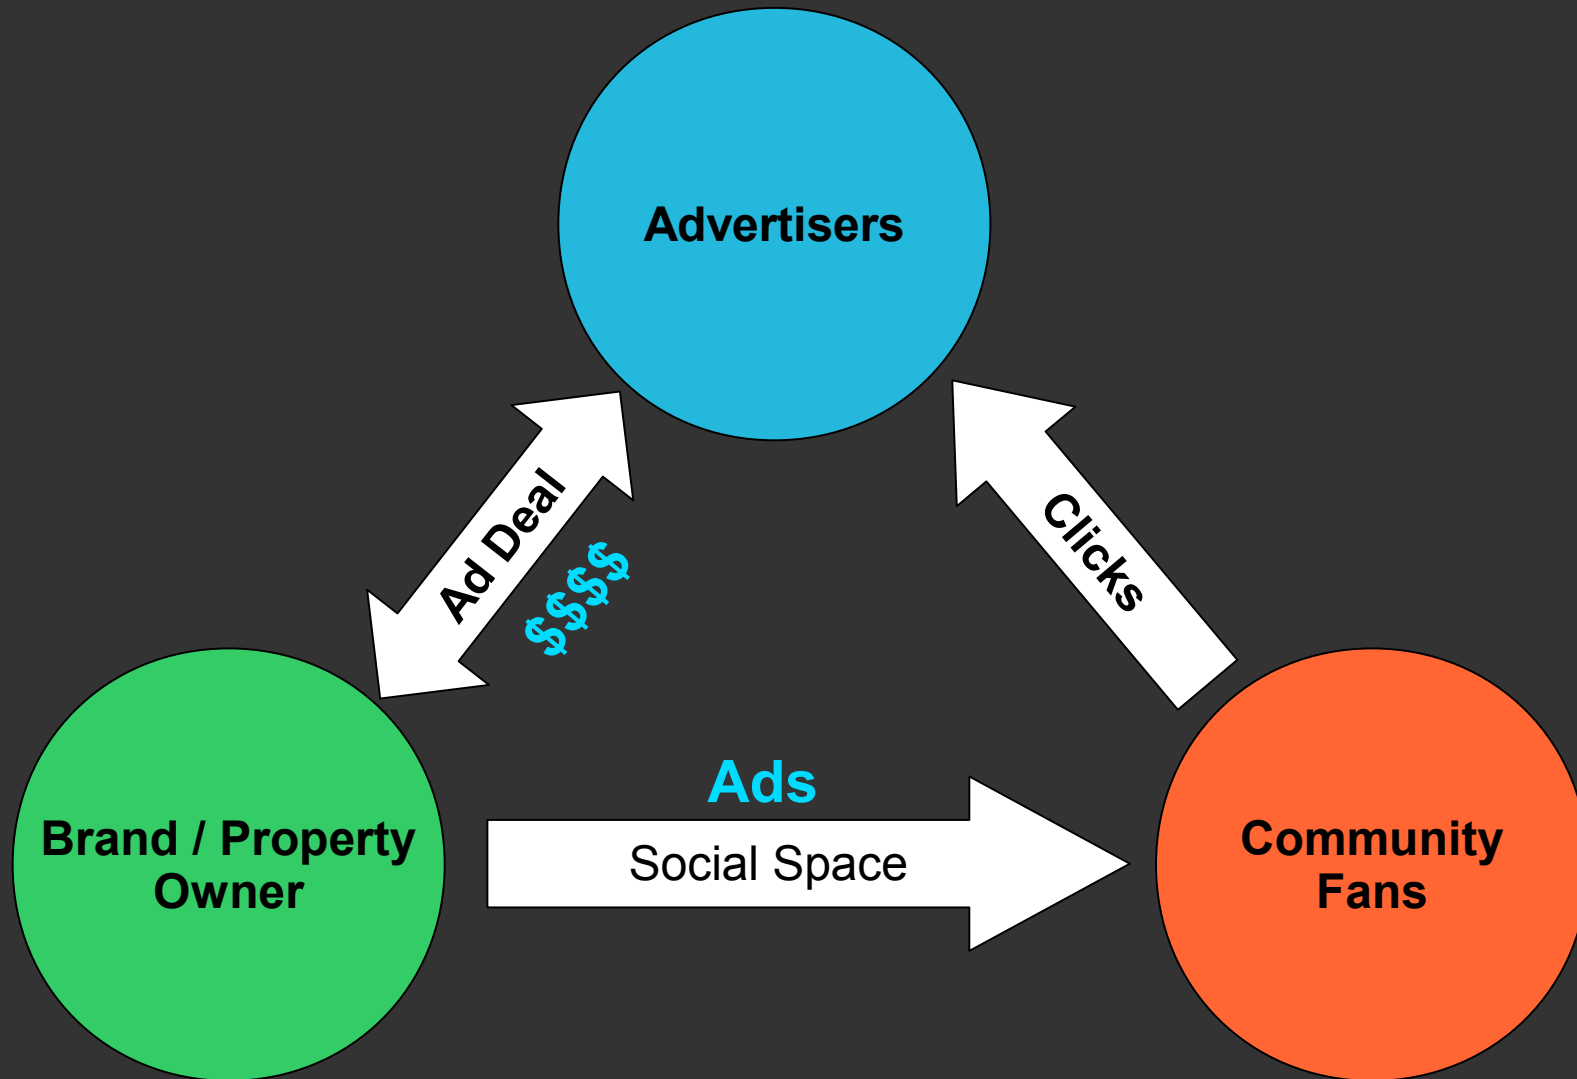 Advertisers
Ad Deal
$$$$
Clicks
Ads
Social Space
Brand / Property
Owner
Community
Fans